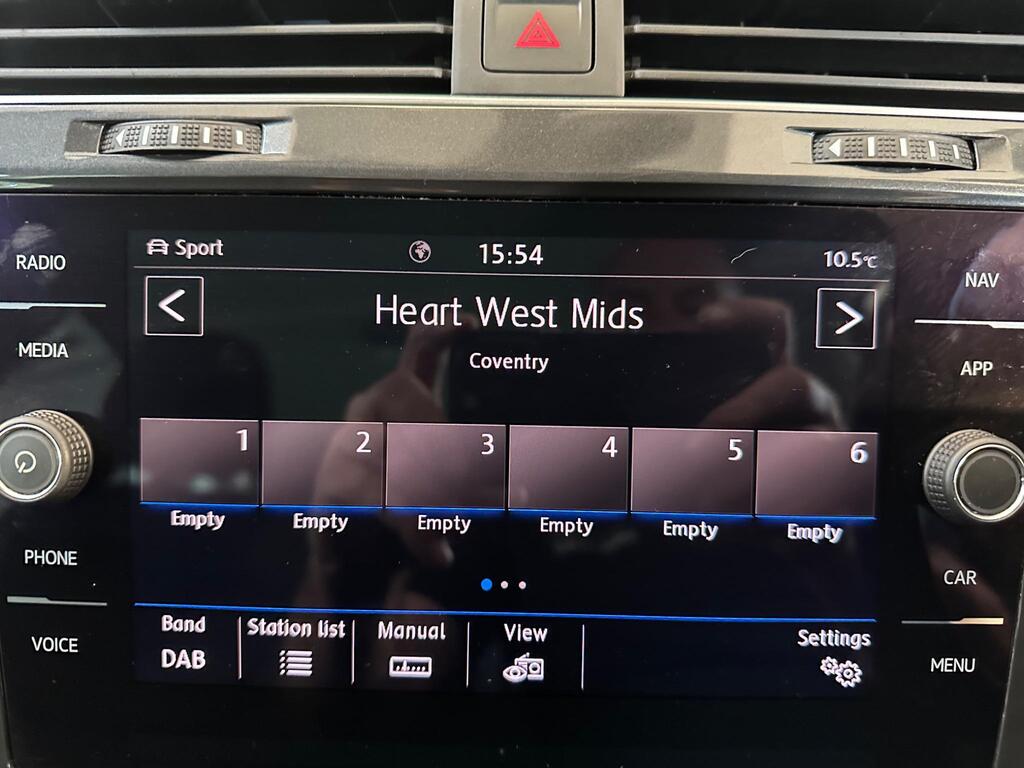 Sport 15:54 10.5°C
RADIO
NAV
Heart West Mids
MEDIA
Coventry
APP
1 2 3 4 5 6
Empty Empty Empty Empty Empty Empty
PHONE
CAR
Band Station list Manual View Settings
DAB
VOICE
MENU